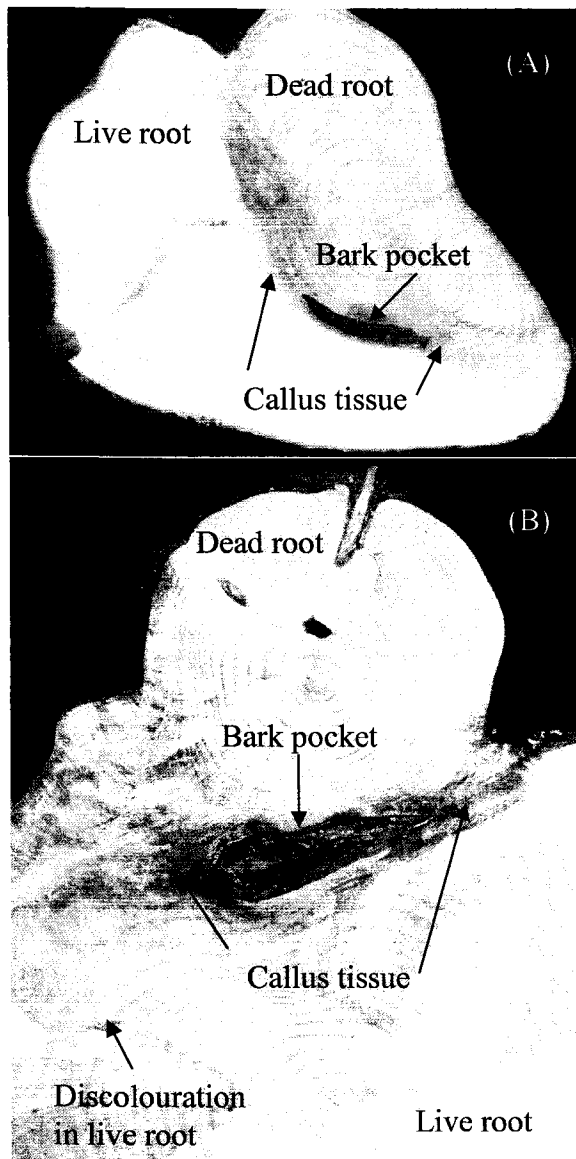 (A)
Dead root
Live root
Bark pocket
Callus tissue
(B)
Dead root
Bark pocket
Callus tissue
Discolouration
in live root
Live root